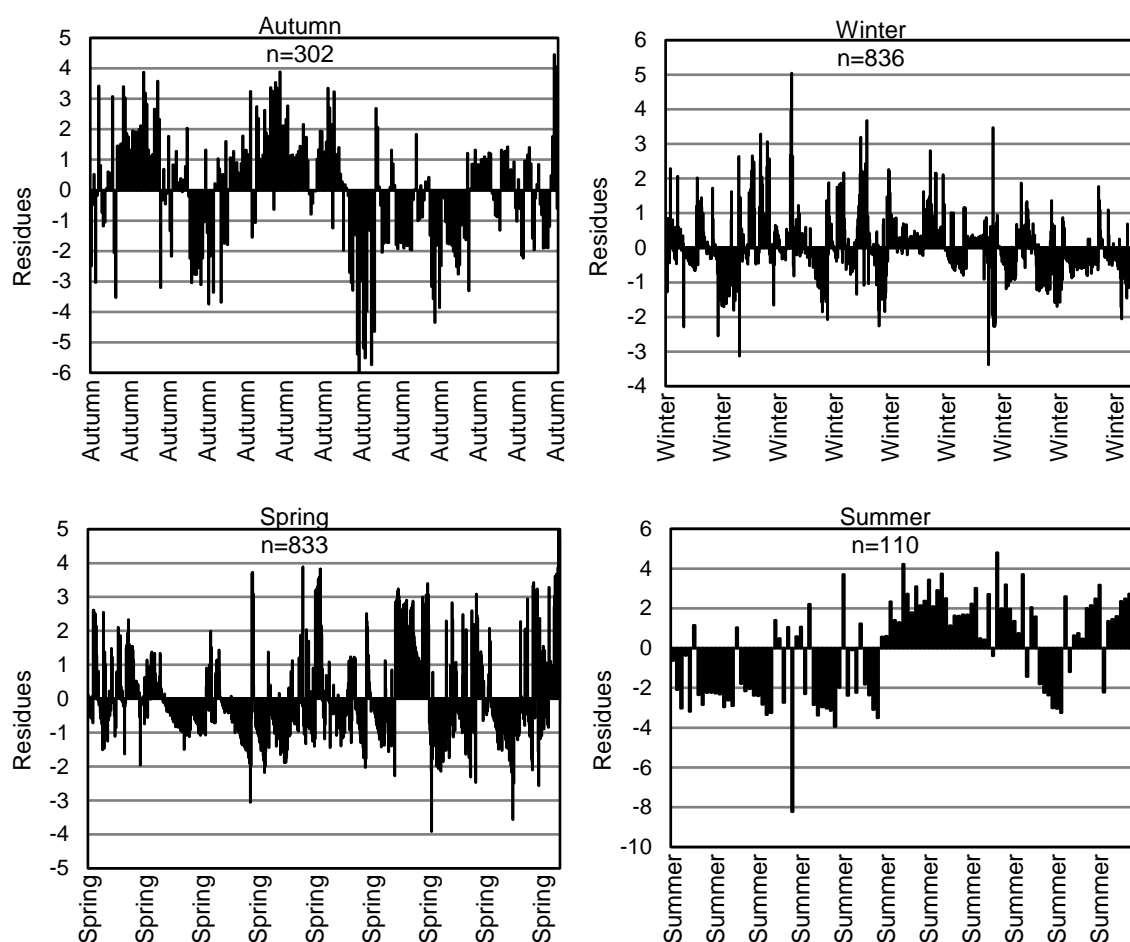 Autumn
n=302
5
4
3
2
1
0
-1
-2
-3
-4
-5
-6
Residues
Autumn Autumn Autumn Autumn Autumn Autumn Autumn Autumn Autumn Autumn Autumn Autumn Autumn
Winter
n=836
6
5
4
3
2
1
0
-1
-2
-3
-4
Residues
Winter Winter Winter Winter Winter Winter Winter Winter Winter
Spring
n=833
5
4
3
2
1
0
-1
-2
-3
-4
-5
Residues
Spring Spring Spring Spring Spring Spring Spring Spring Spring
Summer
n=110
6
4
2
0
-2
-4
-6
-8
-10
Residues
Summer Summer Summer Summer Summer Summer Summer Summer Summer Summer Summer